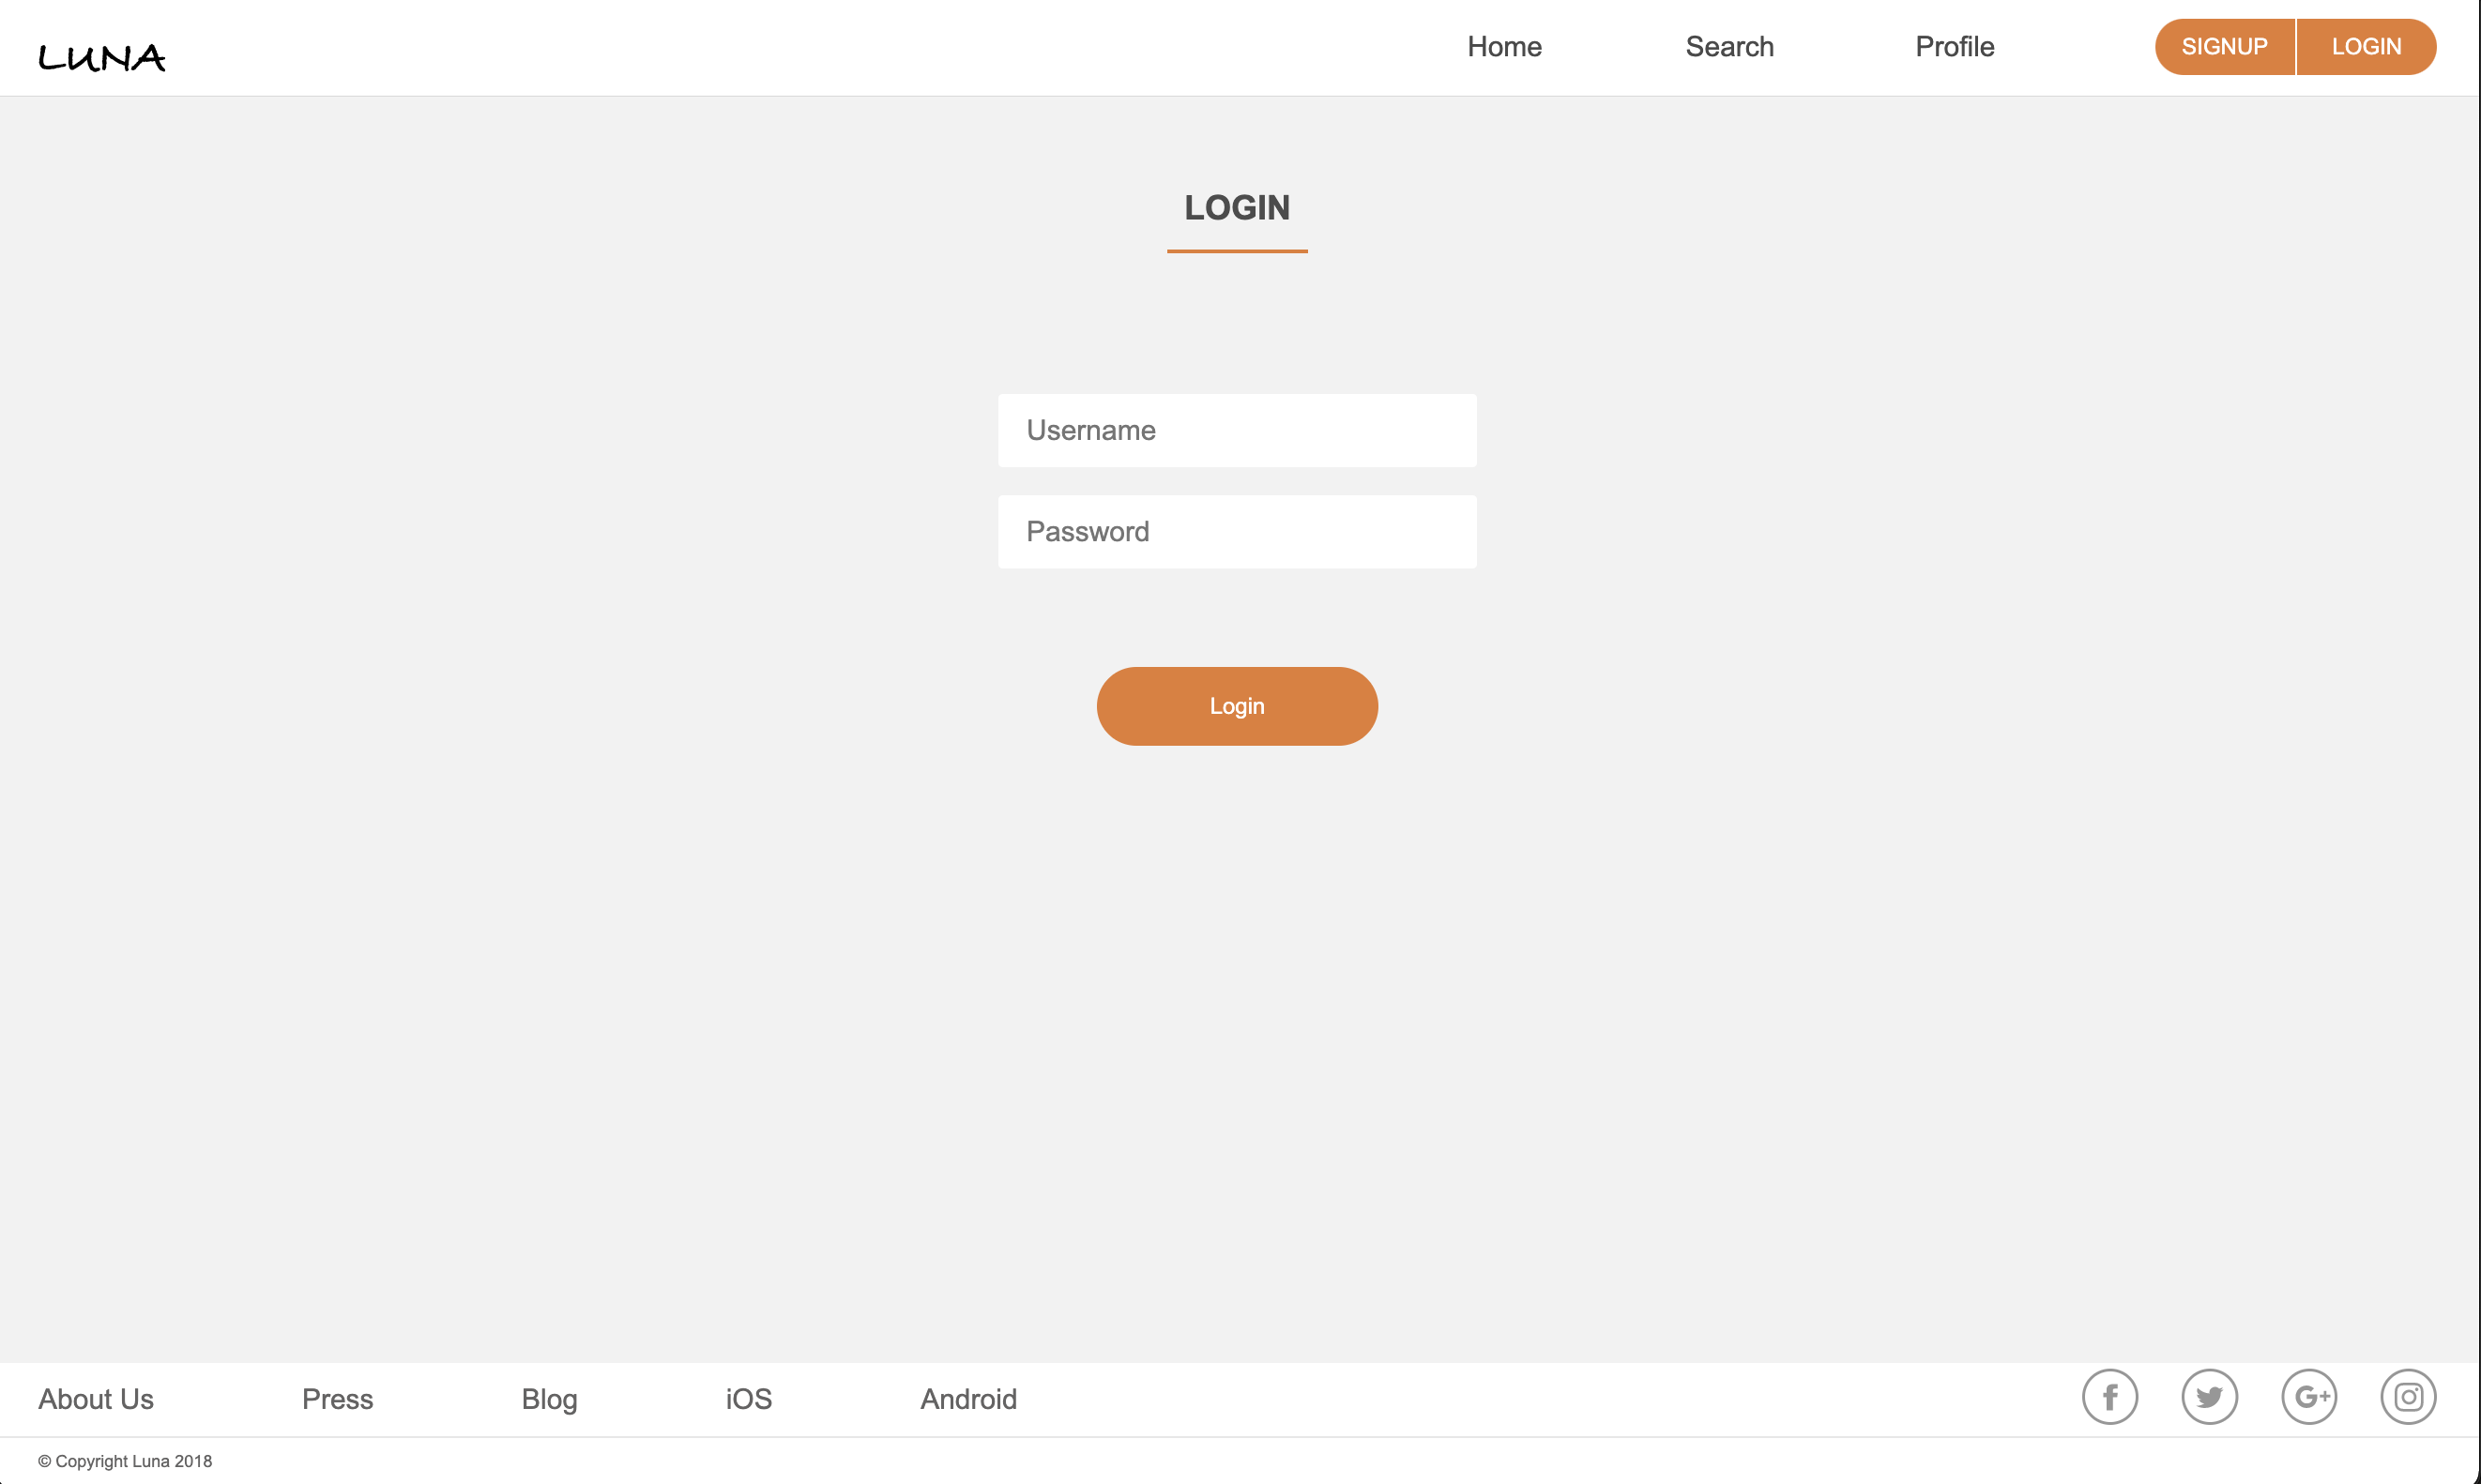 LUNA
Home Search Profile SIGNUP LOGIN
LOGIN
Username
Password
Login
About Us Press Blog iOS Android
© Copyright Luna 2018